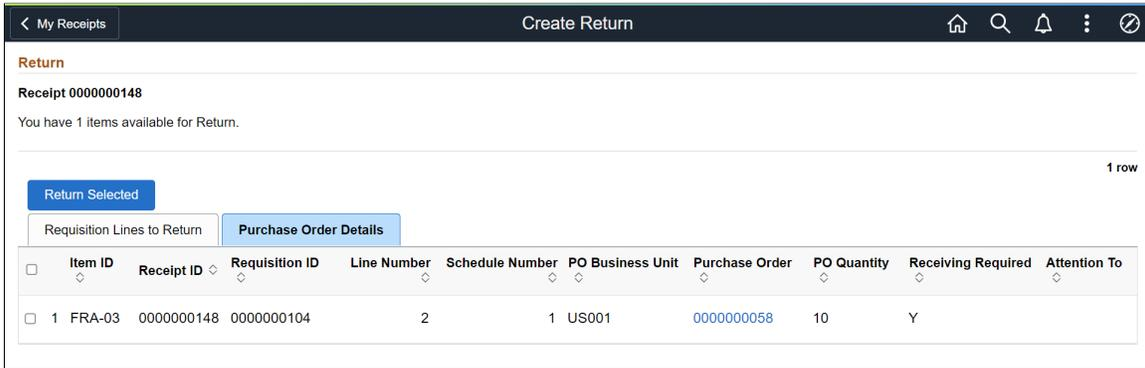 My Receipts
Create Return
Return
Receipt 0000000148
You have 1 items available for Return.
1 row
Return Selected
Requisition Lines to Return Purchase Order Details
Item ID Receipt ID Requisition ID Line Number Schedule Number PO Business Unit Purchase Order PO Quantity Receiving Required Attention To
1 FRA-03 0000000148 0000000104 2 1 US001 0000000058 10 Y